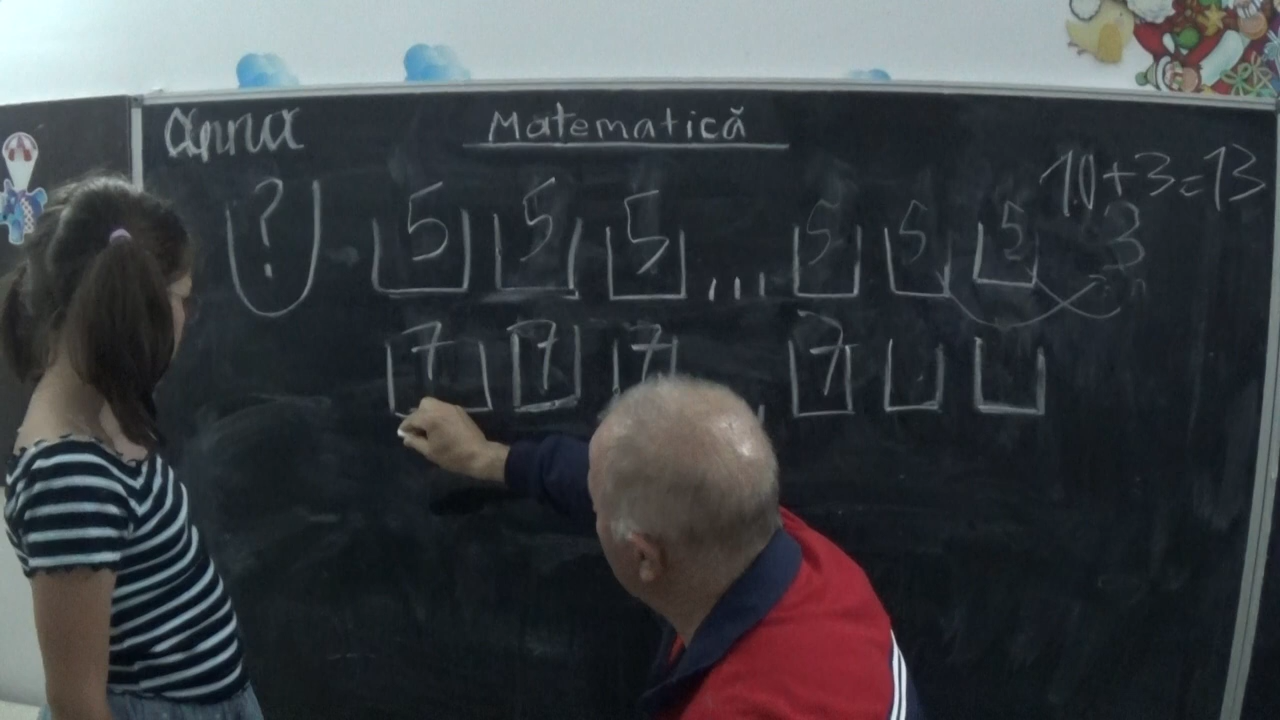 Anna
Matematică
10+3=13
? 5 5 5 ... 5 5 5 3
7 7 7 7